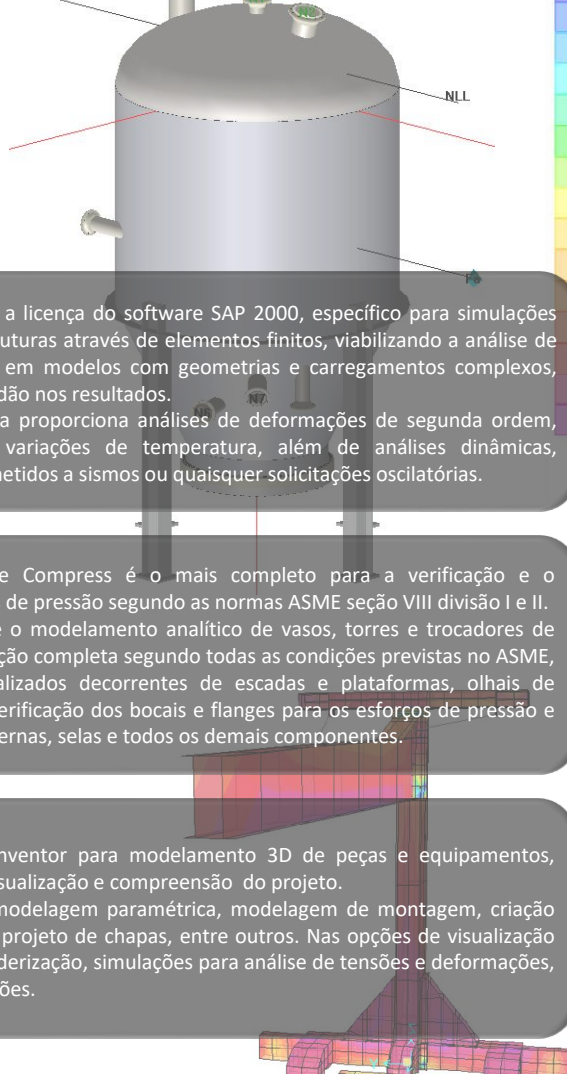 NLL
a licença do software SAP 2000, específico para simulações
uturas através de elementos finitos, viabilizando a análise de
em modelos com geometrias e carregamentos complexos,
dão nos resultados.
a proporciona análises de deformações de segunda ordem,
variações de temperatura, além de análises dinâmicas,
metidos a sismos ou quaisquer solicitações oscilatórias.
N7
e Compress é o mais completo para a verificação e o
de pressão segundo as normas ASME seção VIII divisão I e II.
e o modelamento analítico de vasos, torres e trocadores de
ção completa segundo todas as condições previstas no ASME,
alizados decorrentes de escadas e plataformas, olhais de
erificação dos bocais e flanges para os esforços de pressão e
ernas, selas e todos os demais componentes.
nventor para modelamento 3D de peças e equipamentos,
sualização e compreensão do projeto.
modelagem paramétrica, modelagem de montagem, criação
projeto de chapas, entre outros. Nas opções de visualização
derização, simulações para análise de tensões e deformações,
ões.